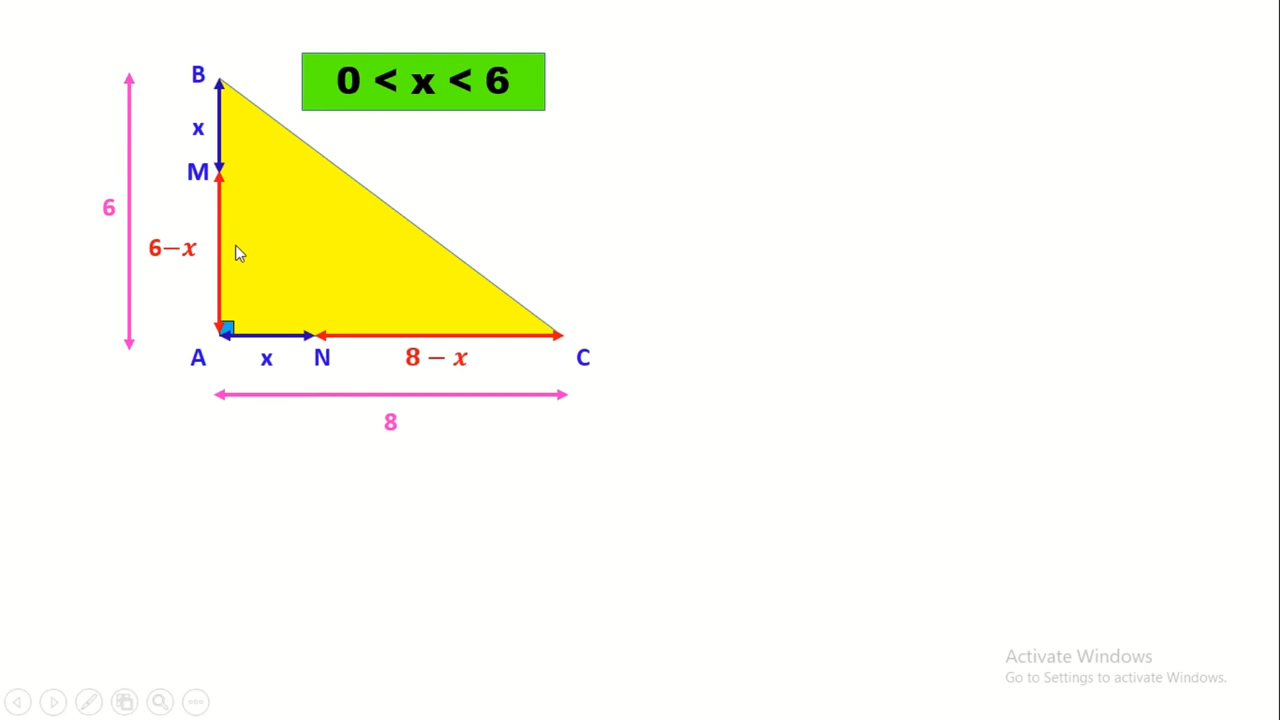 0 < x < 6
B
x
M
6
6−x
A
x
N
8 − x
C
8
Activate Windows
Go to Settings to activate Windows.